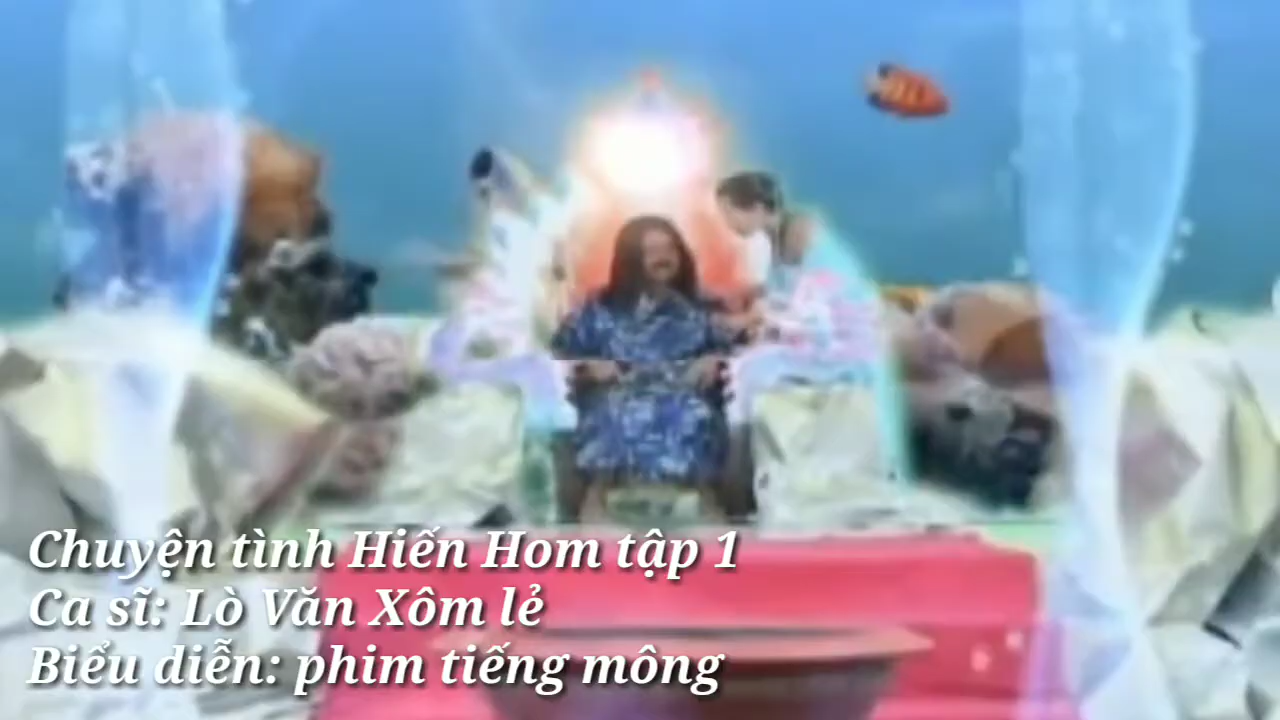 Chuyện tình Hiến Hom tập 1
Ca sĩ: Lò Văn Xôm lẻ
Biểu diễn: phim tiếng mông